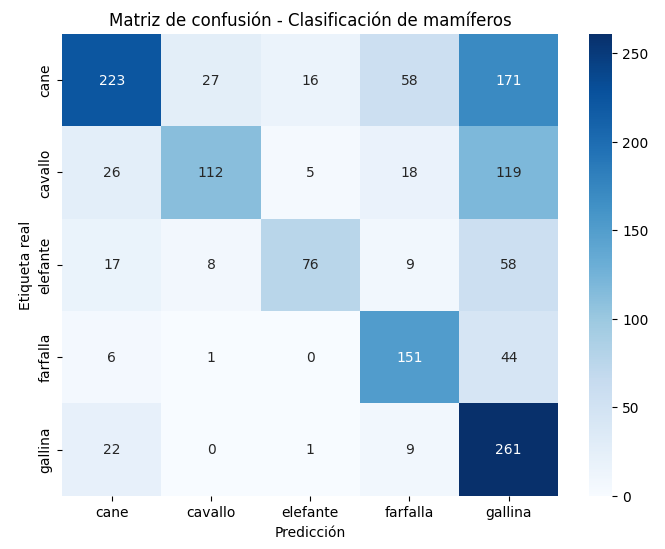 Matriz de confusión - Clasificación de mamíferos
Etiqueta real
cane 223 27 16 58 171
cavallo 26 112 5 18 119
elefante 17 8 76 9 58
farfalla 6 1 0 151 44
gallina 22 0 1 9 261
cane cavallo elefante farfalla gallina
Predicción
250
200
150
100
50
0